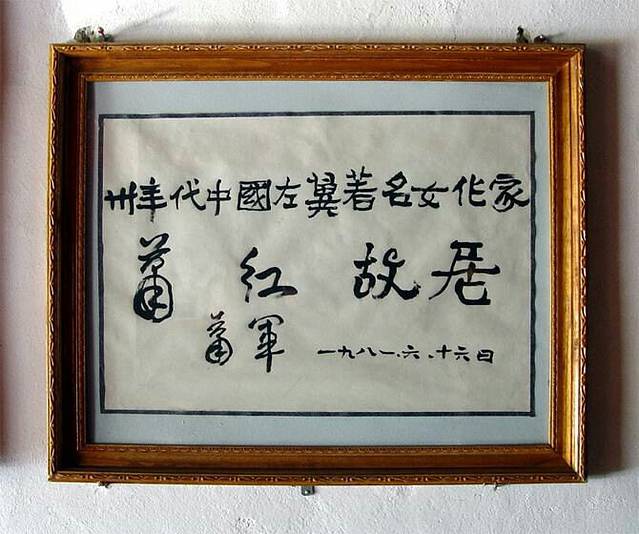 卅年代中國左翼著名女作家
蕭紅故居
蕭軍 一九八一.六.十六日